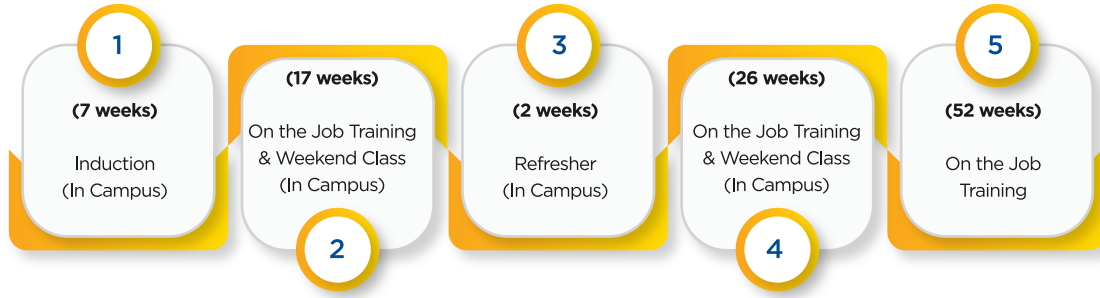 1
(7 weeks)
Induction
(In Campus)
(17 weeks)
On the Job Training
& Weekend Class
(In Campus)
2
3
(2 weeks)
Refresher
(In Campus)
(26 weeks)
On the Job Training
& Weekend Class
(In Campus)
4
5
(52 weeks)
On the Job
Training